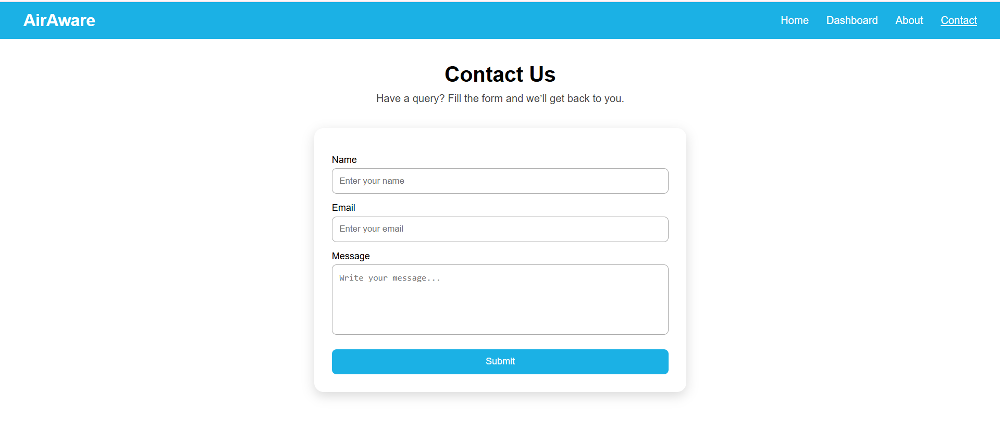 AirAware
Home Dashboard About Contact
Contact Us
Have a query? Fill the form and we’ll get back to you.
Name
Enter your name
Email
Enter your email
Message
Write your message...
Submit